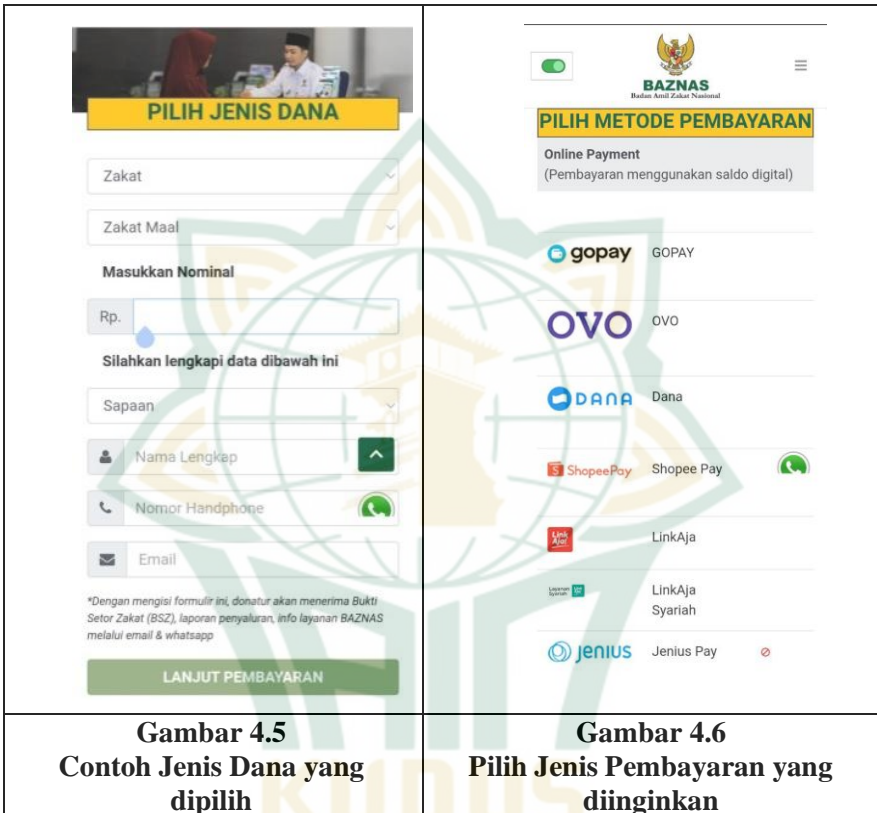 PILIH JENIS DANA
Zakat
Zakat Maal
Masukkan Nominal
Rp.
Silahkan lengkapi data dibawah ini
Sapaan
Nama Lengkap
Nomor Handphone
Email
*Dengan mengisi formulir ini, donatur akan menerima Bukti
Setor Zakat (BSZ), laporan penyaluran, info layanan BAZNAS
melalui email & whatsapp
LANJUT PEMBAYARAN
Gambar 4.5
Contoh Jenis Dana yang
dipilih
BAZNAS
Badan Amil Zakat Nasional
PILIH METODE PEMBAYARAN
Online Payment
(Pembayaran menggunakan saldo digital)
gopay GOPAY
OVO OVO
DANA Dana
ShopeePay Shopee Pay
LinkAja LinkAja
Layanan Syariah LinkAja
Syariah
Jenius Jenius Pay
Gambar 4.6
Pilih Jenis Pembayaran yang
diinginkan
KUDUS